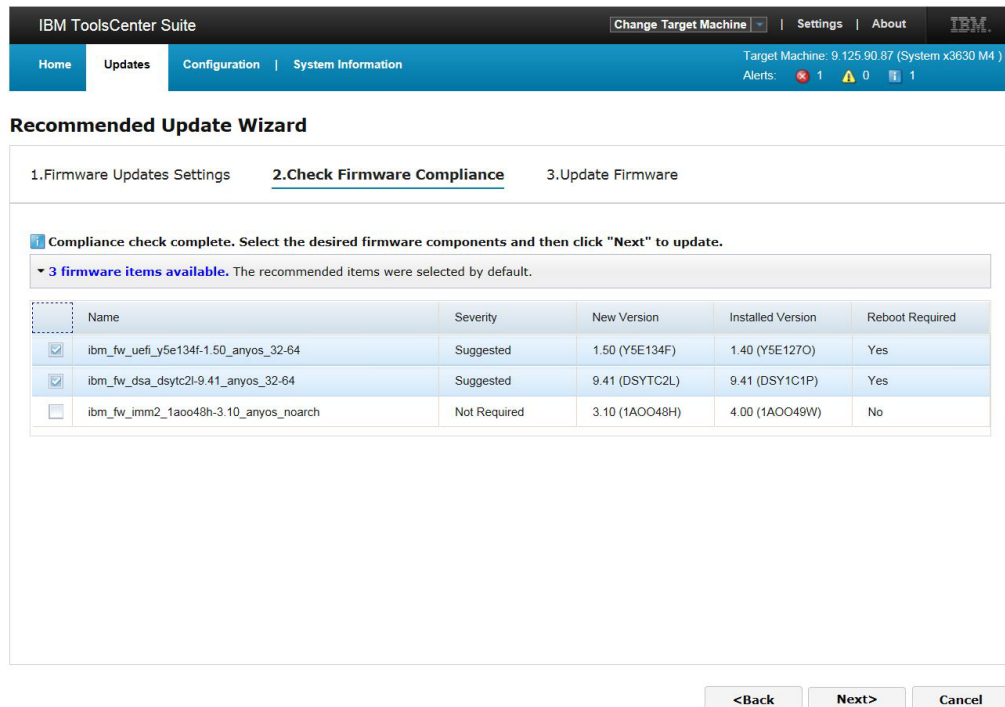 IBM ToolsCenter Suite
Change Target Machine | Settings | About IBM.
Home Updates Configuration | System Information
Target Machine: 9.125.90.87 (System x3630 M4 )
Alerts: 1 0 1
Recommended Update Wizard
1.Firmware Updates Settings 2.Check Firmware Compliance 3.Update Firmware
Compliance check complete. Select the desired firmware components and then click "Next" to update.
3 firmware items available. The recommended items were selected by default.
Name Severity New Version Installed Version Reboot Required
ibm_fw_uefi_y5e134f-1.50_anyos_32-64 Suggested 1.50 (Y5E134F) 1.40 (Y5E127O) Yes
ibm_fw_dsa_dsytc2l-9.41_anyos_32-64 Suggested 9.41 (DSYTC2L) 9.41 (DSY1C1P) Yes
ibm_fw_imm2_1aoo48h-3.10_anyos_noarch Not Required 3.10 (1AOO48H) 4.00 (1AOO49W) No
<Back Next> Cancel